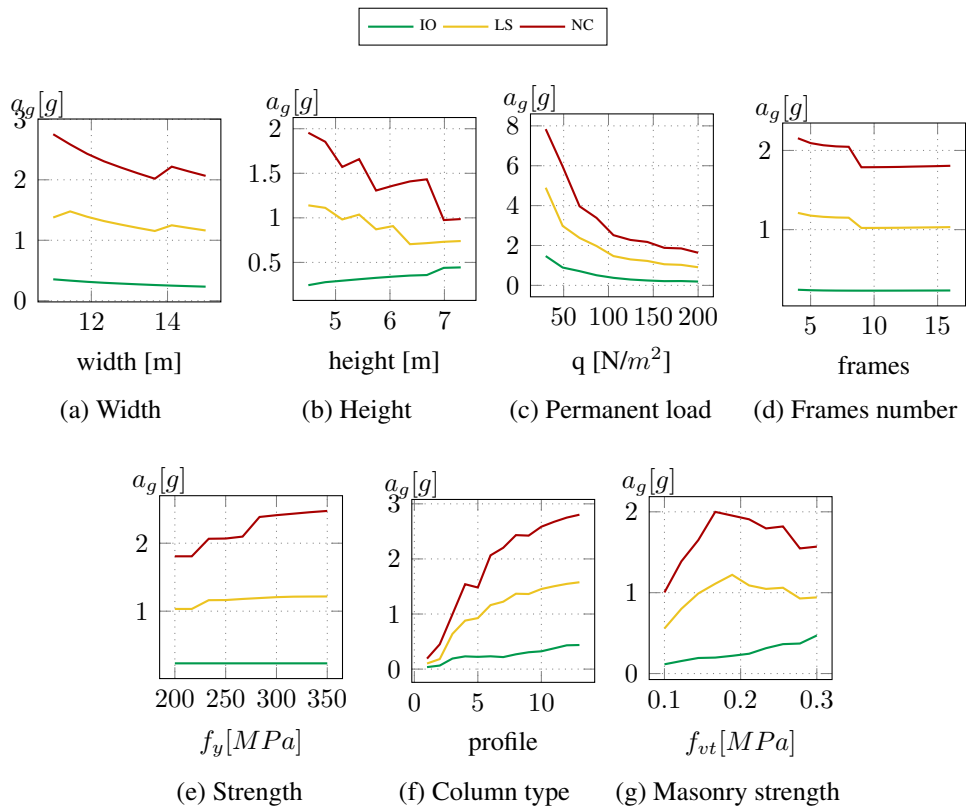 IO LS NC
a_g[g] a_g[g] a_g[g] a_g[g]
3 2 8 2
2 1.5 6 1
1 1 4
0 0.5 2
0
12 14 5 6 7 50 100 150 200 5 10 15
width [m] height [m] q [N/m²] frames
(a) Width (b) Height (c) Permanent load (d) Frames number
a_g[g] a_g[g] a_g[g]
2 3 2
1 2 1
1 0
0
200 250 300 350 0 5 10 0.1 0.2 0.3
f_y[MPa] profile f_vt[MPa]
(e) Strength (f) Column type (g) Masonry strength